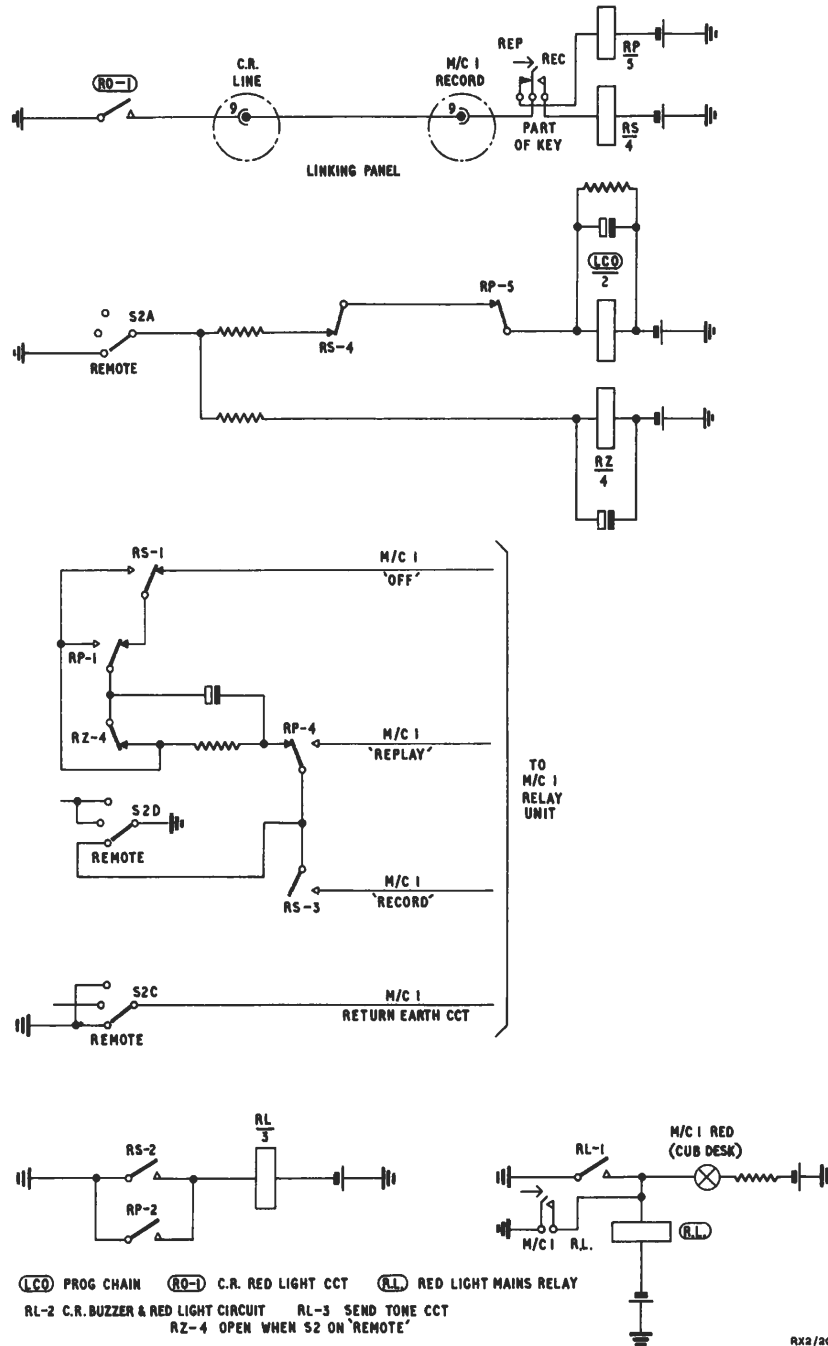 RO-1
C.R.
LINE
9
M/C 1
RECORD
9
REP
REC
PART
OF KEY
RP
5
RS
4
LINKING PANEL
S2A
REMOTE
RS-4
RP-5
LCO
2
RZ
4
RS-1
M/C 1
'OFF'
RP-1
RZ-4
RP-4
M/C 1
'REPLAY'
S2D
REMOTE
RS-3
M/C 1
'RECORD'
TO
M/C 1
RELAY
UNIT
S2C
REMOTE
M/C 1
RETURN EARTH CCT
RS-2
RP-2
RL
3
RL-1
M/C 1 RED
(CUB DESK)
M/C 1 R.L.
R.L.
LCO PROG CHAIN RO-1 C.R. RED LIGHT CCT R.L. RED LIGHT MAINS RELAY
RL-2 C.R. BUZZER & RED LIGHT CIRCUIT RL-3 SEND TONE CCT
RZ-4 OPEN WHEN S2 ON 'REMOTE'